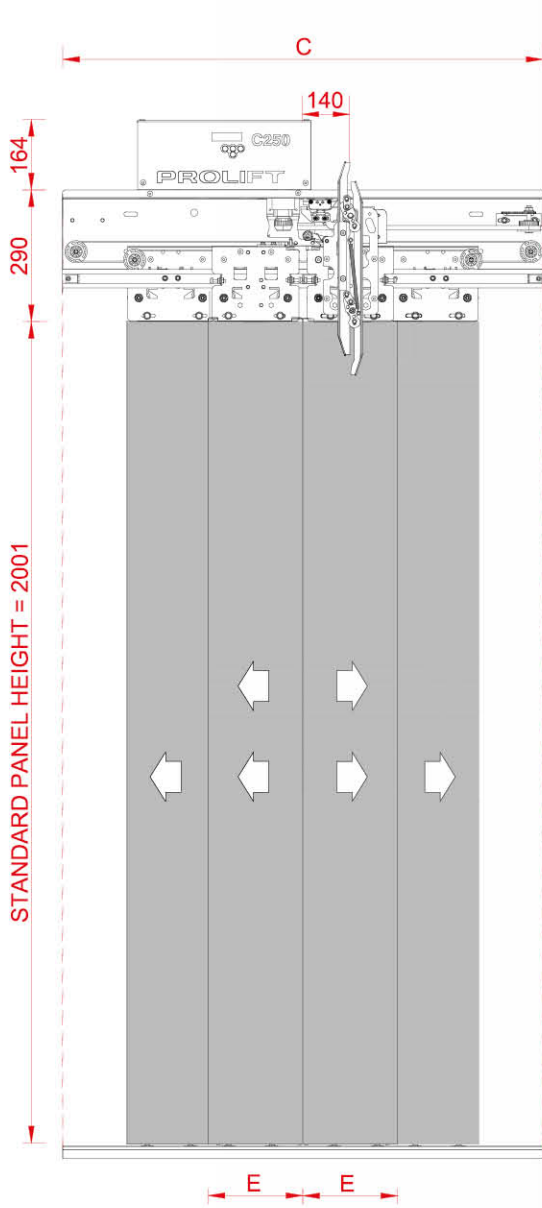 C
140
164
C250
PROLIFT
290
STANDARD PANEL HEIGHT = 2001
E E